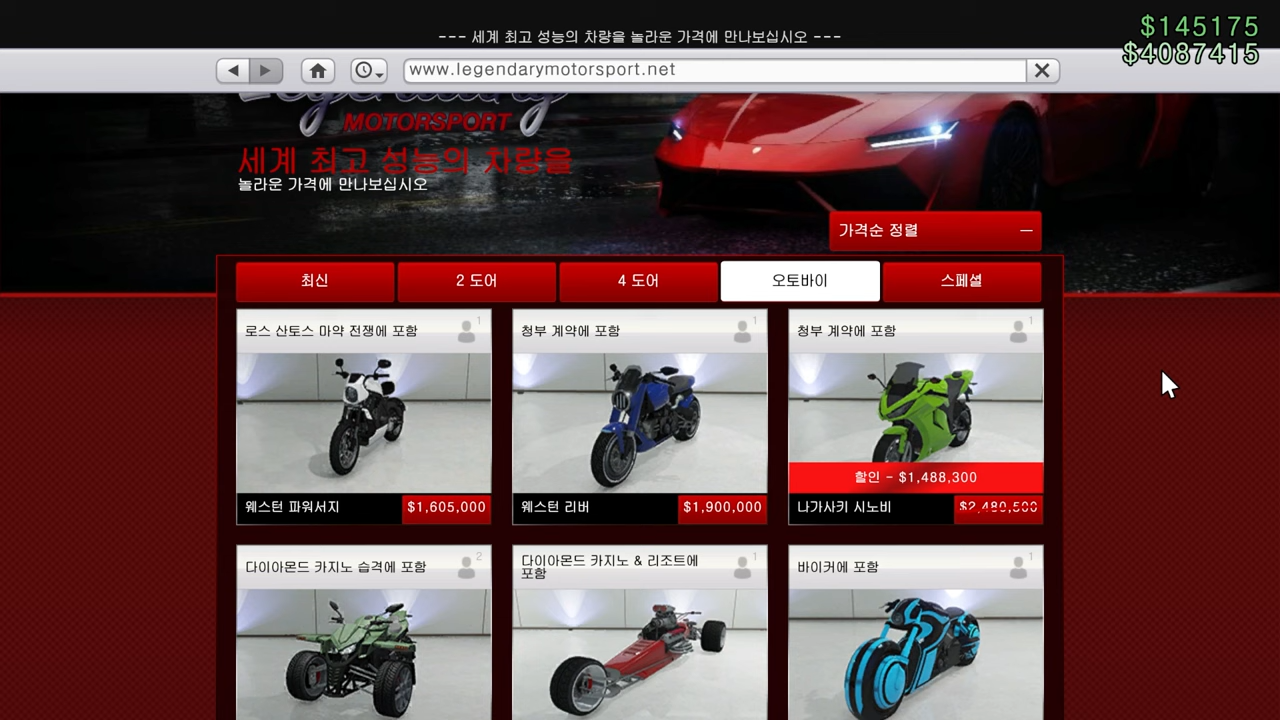 --- 세계 최고 성능의 차량을 놀라운 가격에 만나보십시오 ---
$145175
$4087415
www.legendarymotorsport.net
MOTORSPORT
세계 최고 성능의 차량을
놀라운 가격에 만나보십시오
가격순 정렬
최신
2 도어
4 도어
오토바이
스페셜
로스 산토스 마약 전쟁에 포함
1
청부 계약에 포함
1
청부 계약에 포함
1
할인 - $1,488,300
웨스턴 파워서지
$1,605,000
웨스턴 리버
$1,900,000
나가사키 시노비
$2,480,500
다이아몬드 카지노 습격에 포함
2
다이아몬드 카지노 & 리조트에
포함
1
바이커에 포함
1